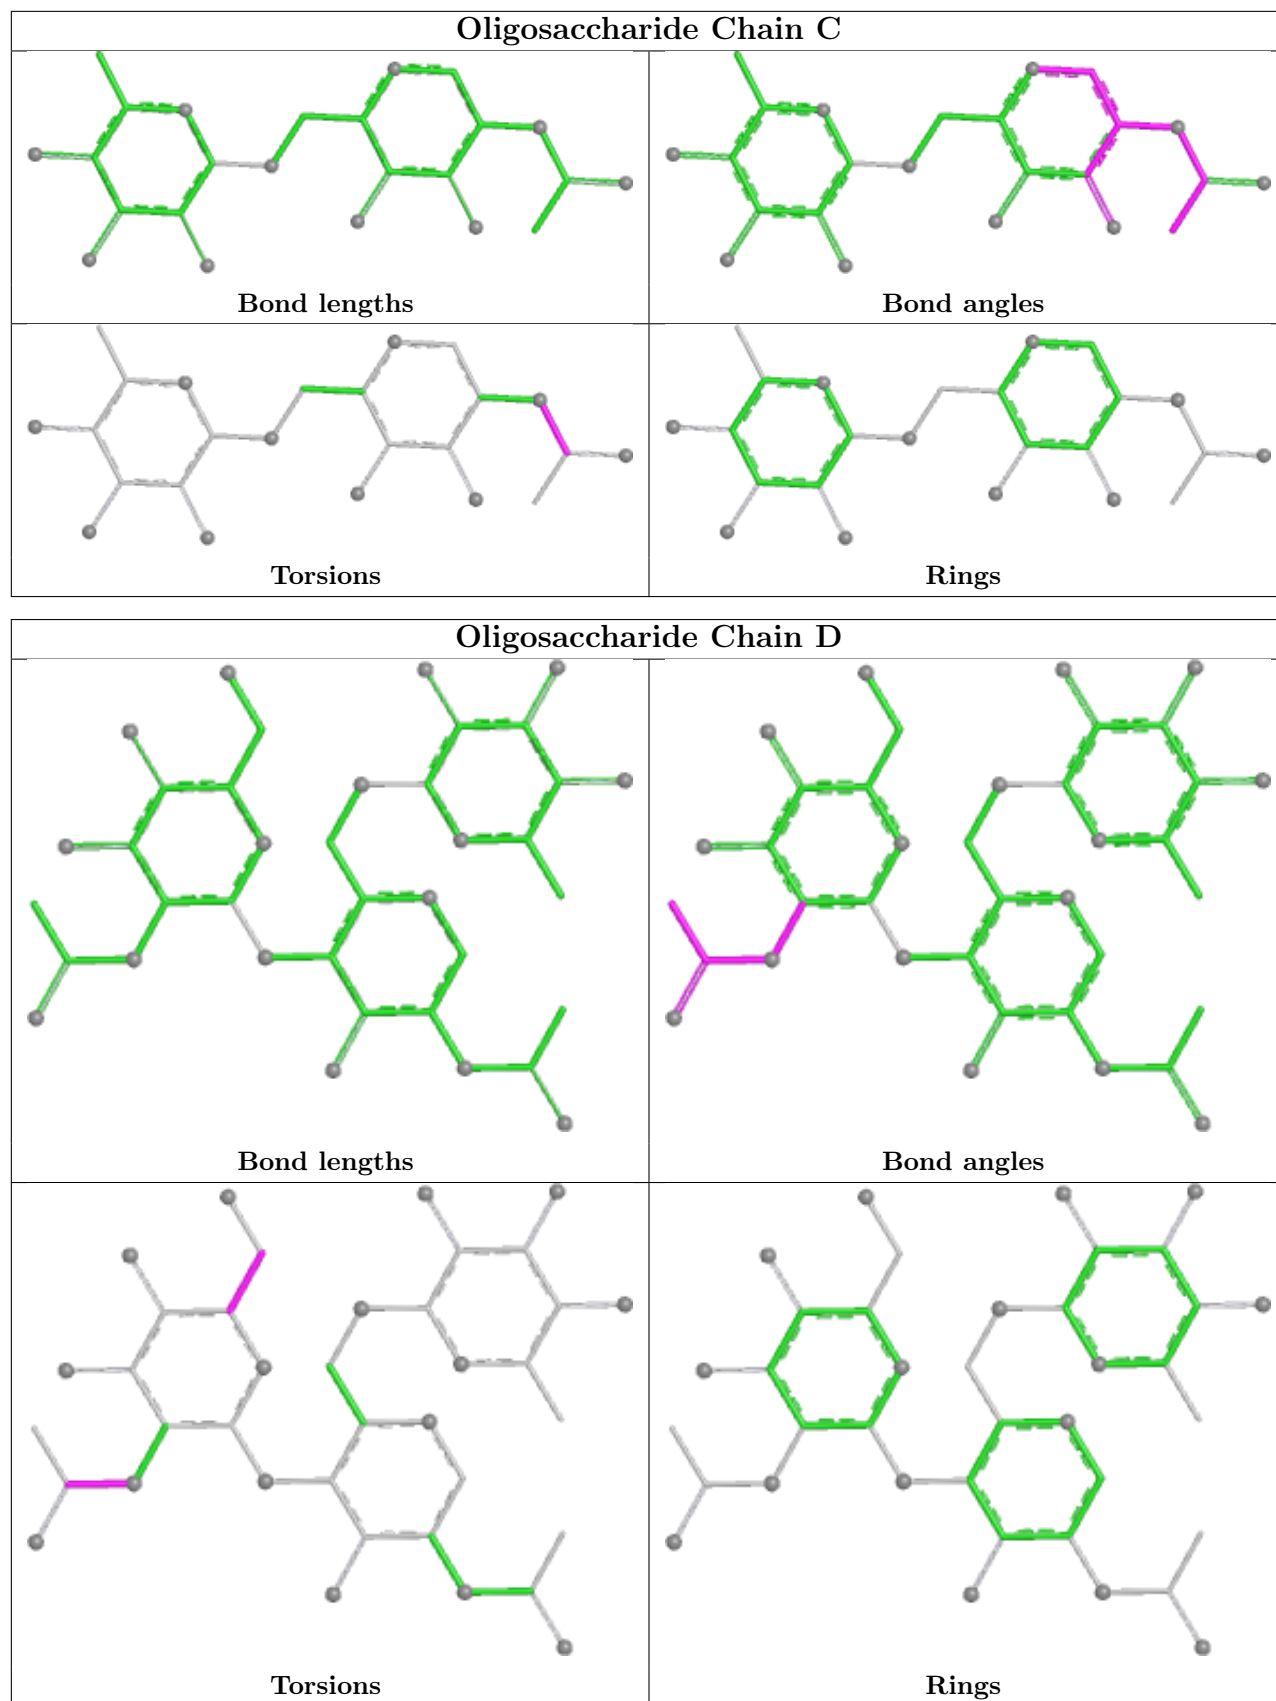 Oligosaccharide Chain C
Bond lengths
Bond angles
Torsions
Rings
Oligosaccharide Chain D
Bond lengths
Bond angles
Torsions
Rings